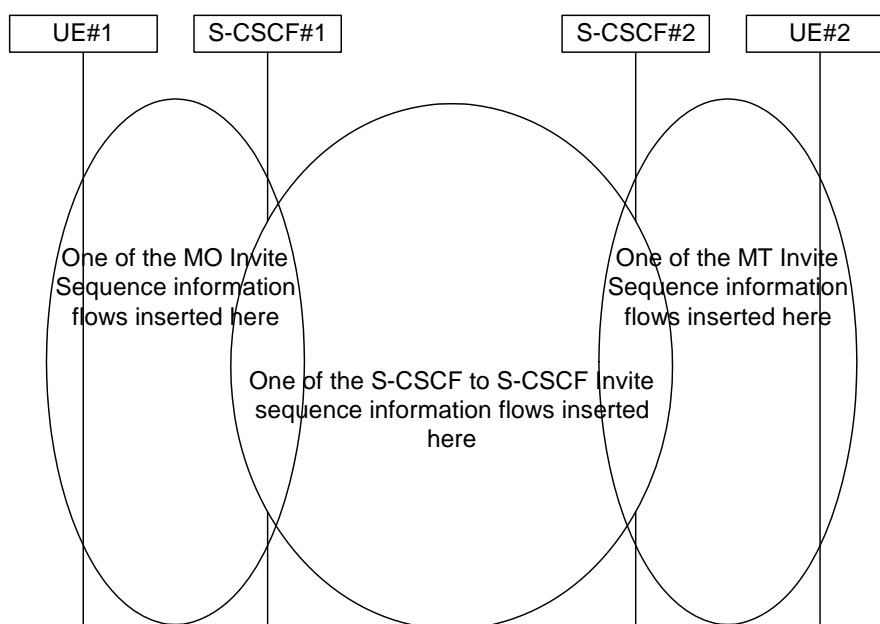 UE#1
S-CSCF#1
S-CSCF#2
UE#2
One of the MO Invite
Sequence information
flows inserted here
One of the S-CSCF to S-CSCF Invite
sequence information flows inserted
here
One of the MT Invite
Sequence information
flows inserted here